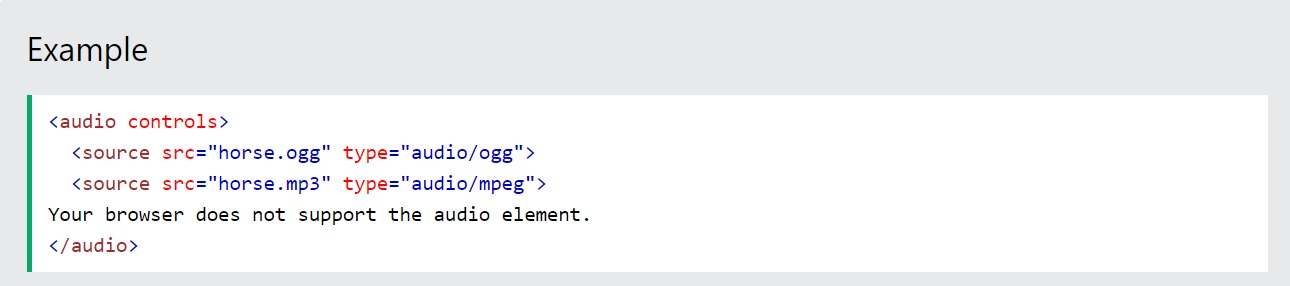 Example
<audio controls>
  <source src="horse.ogg" type="audio/ogg">
  <source src="horse.mp3" type="audio/mpeg">
Your browser does not support the audio element.
</audio>